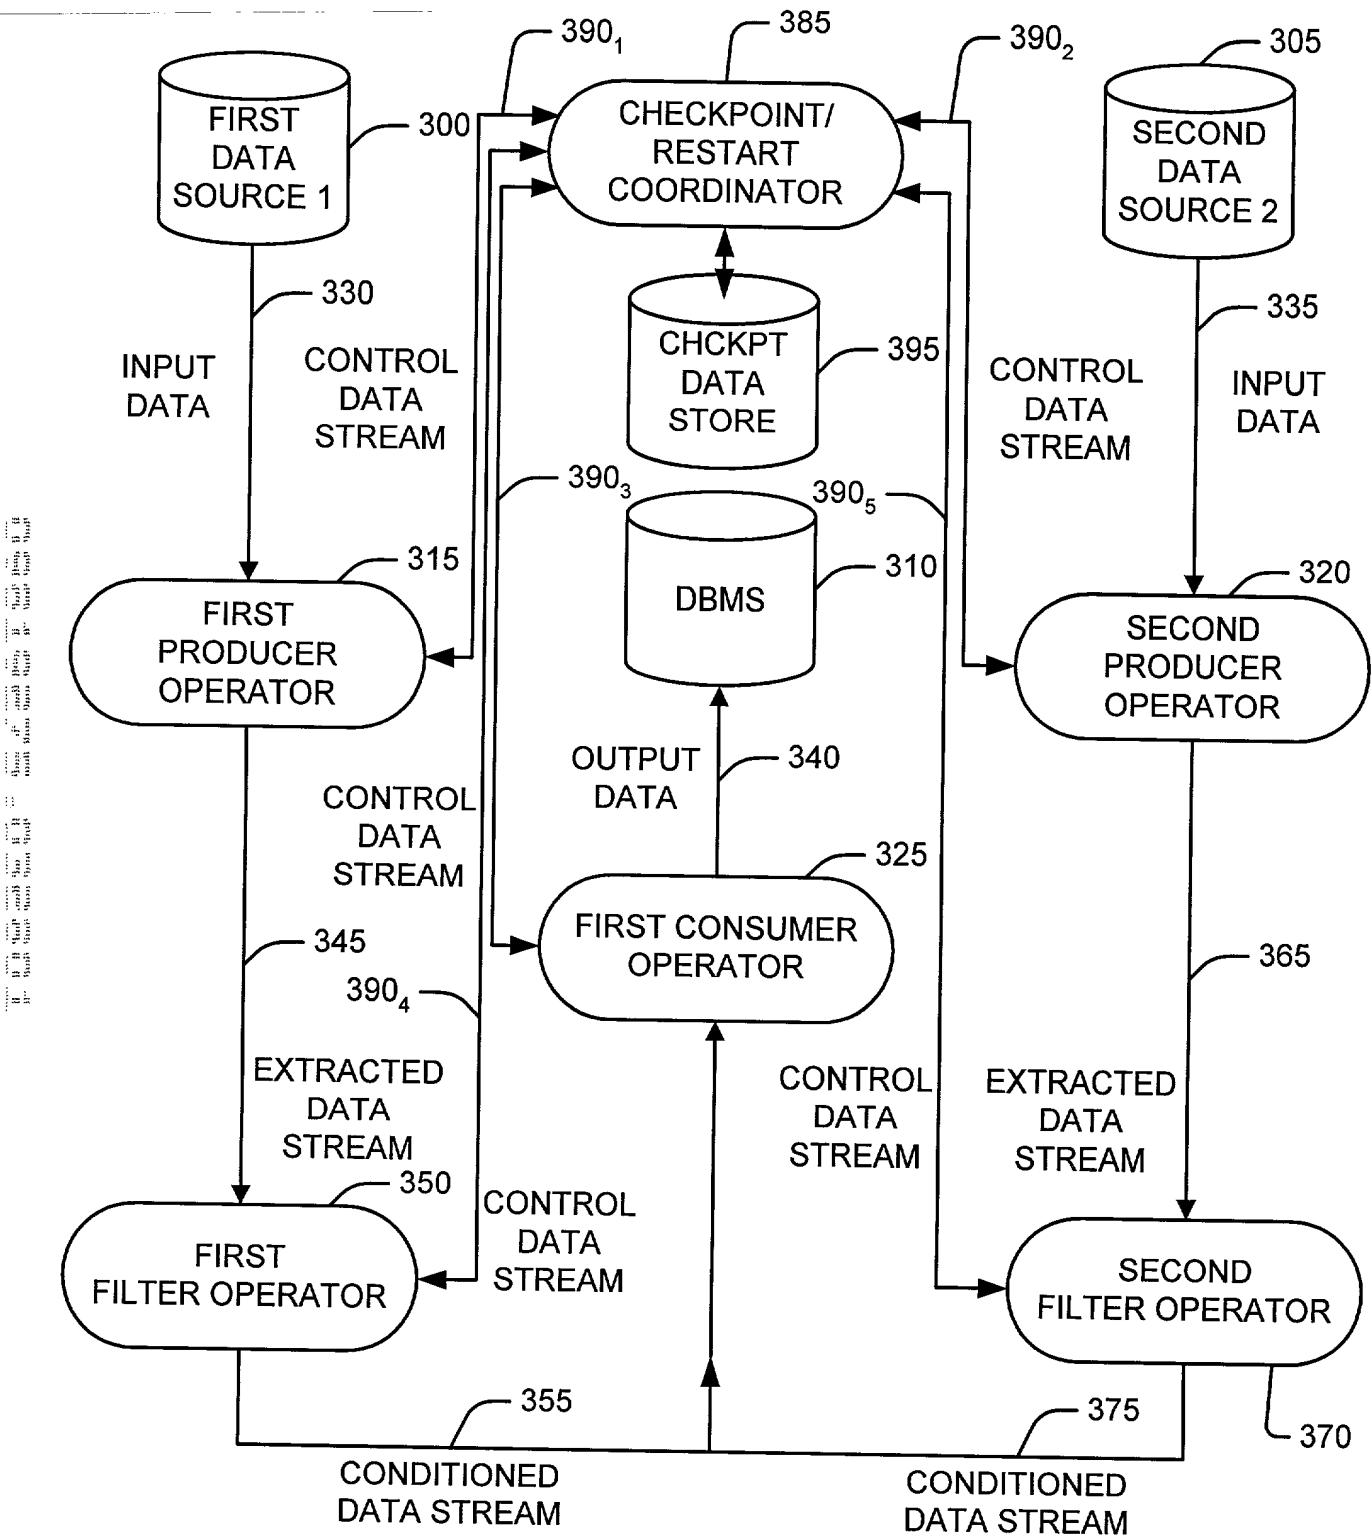 390₁
385
390₂
305
FIRST
DATA
SOURCE 1
300
CHECKPOINT/
RESTART
COORDINATOR
SECOND
DATA
SOURCE 2
330
335
INPUT
DATA
CONTROL
DATA
STREAM
CHCKPT
DATA
STORE
395
CONTROL
DATA
STREAM
INPUT
DATA
390₃
390₅
315
310
320
FIRST
PRODUCER
OPERATOR
DBMS
SECOND
PRODUCER
OPERATOR
OUTPUT
DATA
340
CONTROL
DATA
STREAM
325
FIRST CONSUMER
OPERATOR
345
365
390₄
EXTRACTED
DATA
STREAM
CONTROL
DATA
STREAM
EXTRACTED
DATA
STREAM
350
CONTROL
DATA
STREAM
FIRST
FILTER OPERATOR
SECOND
FILTER OPERATOR
355
375
370
CONDITIONED
DATA STREAM
CONDITIONED
DATA STREAM